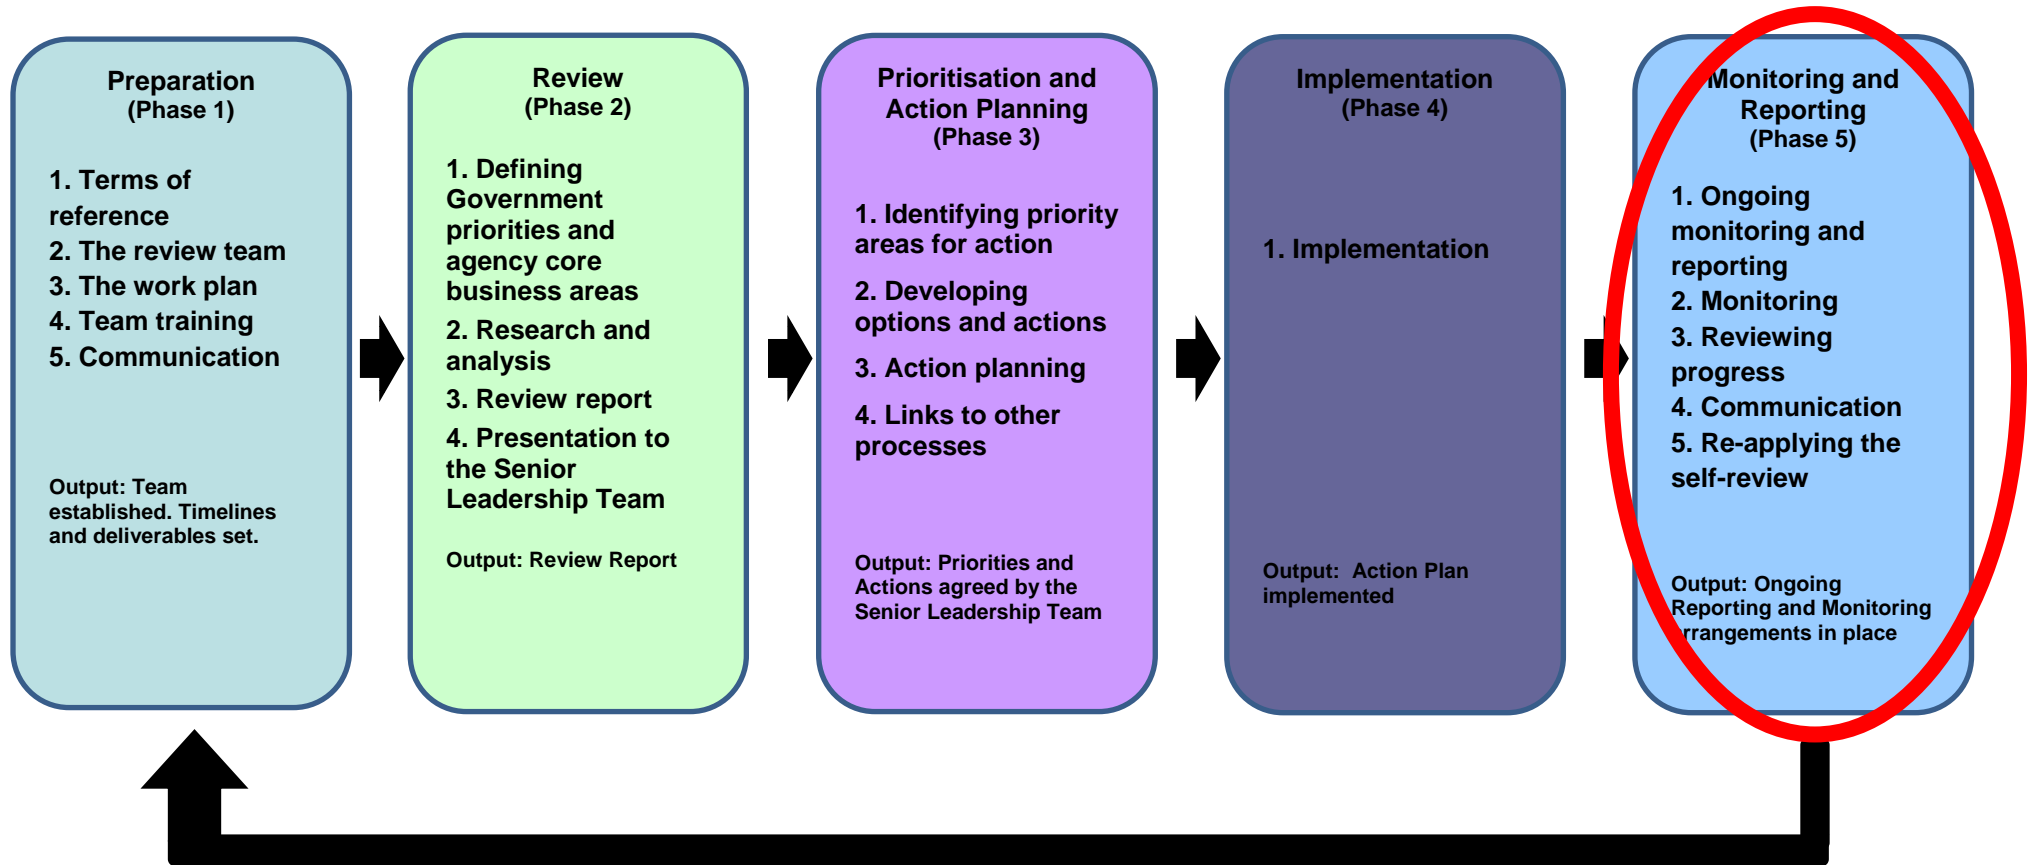 Preparation
(Phase 1)
1. Terms of
reference
2. The review team
3. The work plan
4. Team training
5. Communication
Output: Team
established. Timelines
and deliverables set.
Review
(Phase 2)
1. Defining
Government
priorities and
agency core
business areas
2. Research and
analysis
3. Review report
4. Presentation to
the Senior
Leadership Team
Output: Review Report
Prioritisation and
Action Planning
(Phase 3)
1. Identifying priority
areas for action
2. Developing
options and actions
3. Action planning
4. Links to other
processes
Output: Priorities and
Actions agreed by the
Senior Leadership Team
Implementation
(Phase 4)
1. Implementation
Output: Action Plan
implemented
Monitoring and
Reporting
(Phase 5)
1. Ongoing
monitoring and
reporting
2. Monitoring
3. Reviewing
progress
4. Communication
5. Re-applying the
self-review
Output: Ongoing
Reporting and Monitoring
arrangements in place